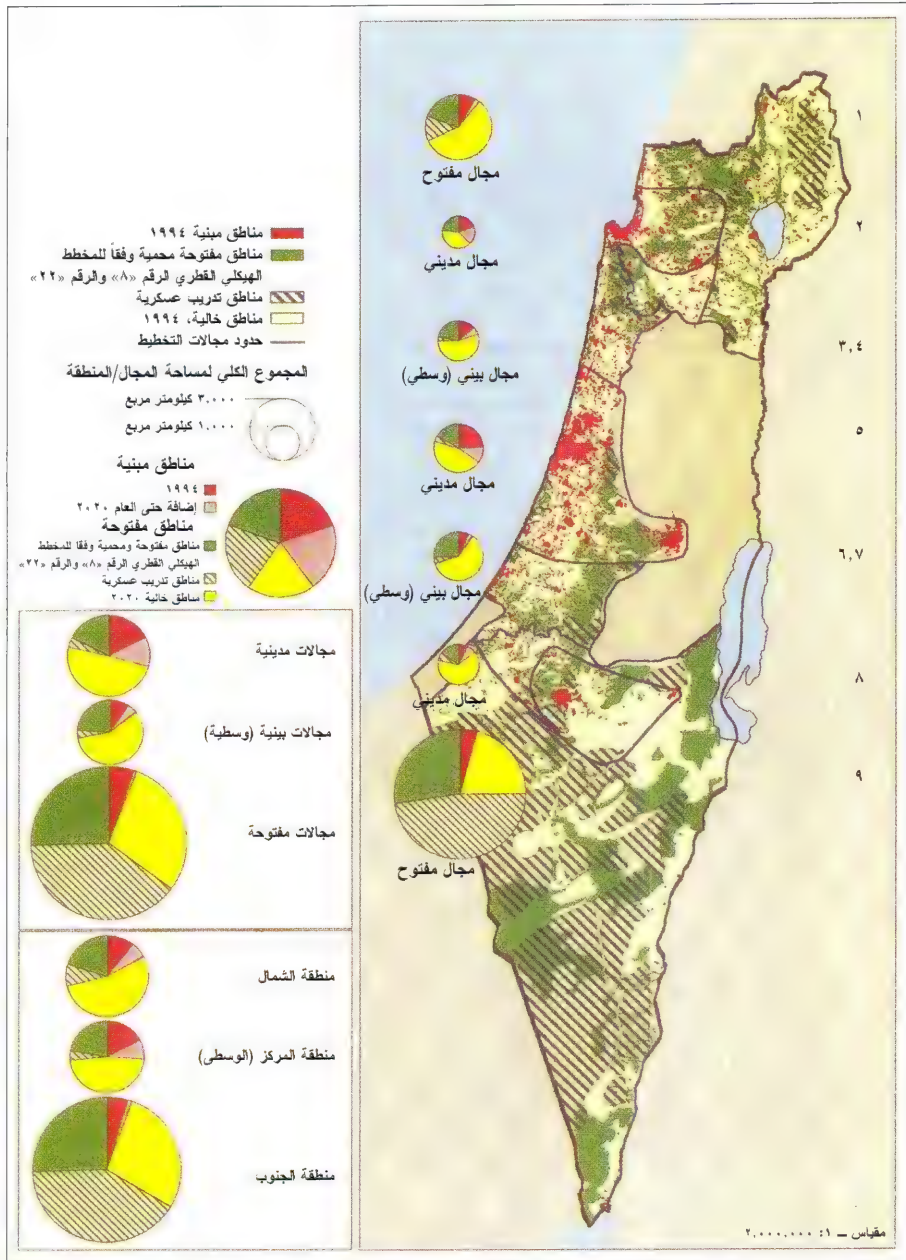 مناطق مبنية ١٩٩٤
مناطق مفتوحة محمية وفقاً للمخطط
الهيكلي القطري الرقم «٨» والرقم «٢٢»
مناطق تدريب عسكرية
مناطق خالية، ١٩٩٤
حدود مجالات التخطيط
المجموع الكلي لمساحة المجال/المنطقة
٣.٠٠٠ كيلومتر مربع
١.٠٠٠ كيلومتر مربع
مناطق مبنية
١٩٩٤
إضافة حتى العام ٢٠٢٠
مناطق مفتوحة
مناطق مفتوحة ومحمية وفقا للمخطط
الهيكلي القطري الرقم «٨» والرقم «٢٢»
مناطق تدريب عسكرية
مناطق خالية ٢٠٢٠
مجالات مدينية
مجالات بينية (وسطية)
مجالات مفتوحة
منطقة الشمال
منطقة المركز (الوسطى)
منطقة الجنوب
مجال مفتوح
مجال مديني
مجال بيني (وسطي)
مجال مديني
مجال بيني (وسطي)
مجال مديني
مجال مفتوح
١
٢
٣,٤
٥
٦,٧
٨
٩
مقياس ــ ١: ٢.٠٠٠.٠٠٠